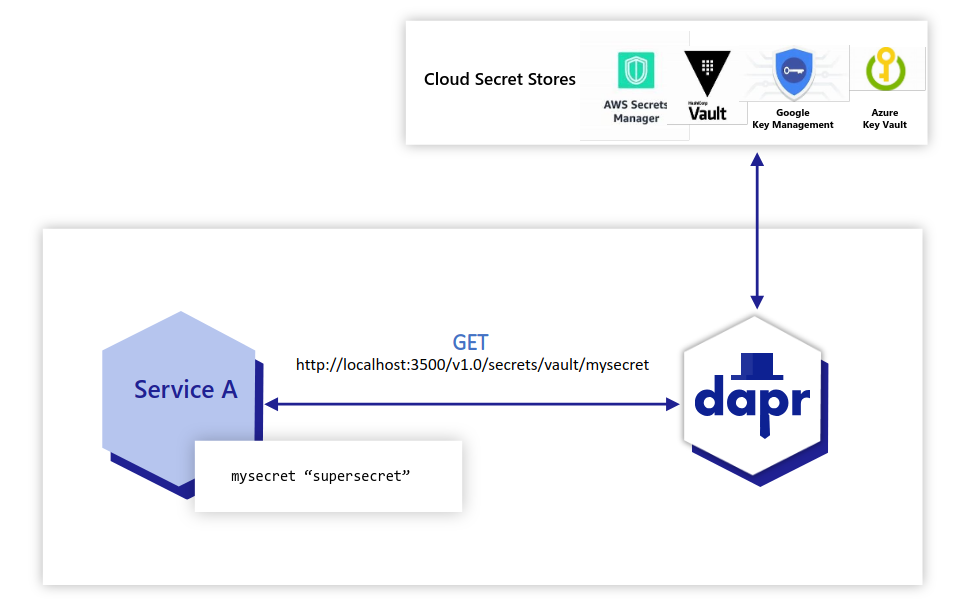 Cloud Secret Stores
AWS Secrets
Manager
HashiCorp
Vault
Google
Key Management
Azure
Key Vault
GET
http://localhost:3500/v1.0/secrets/vault/mysecret
Service A
dapr
mysecret “supersecret”